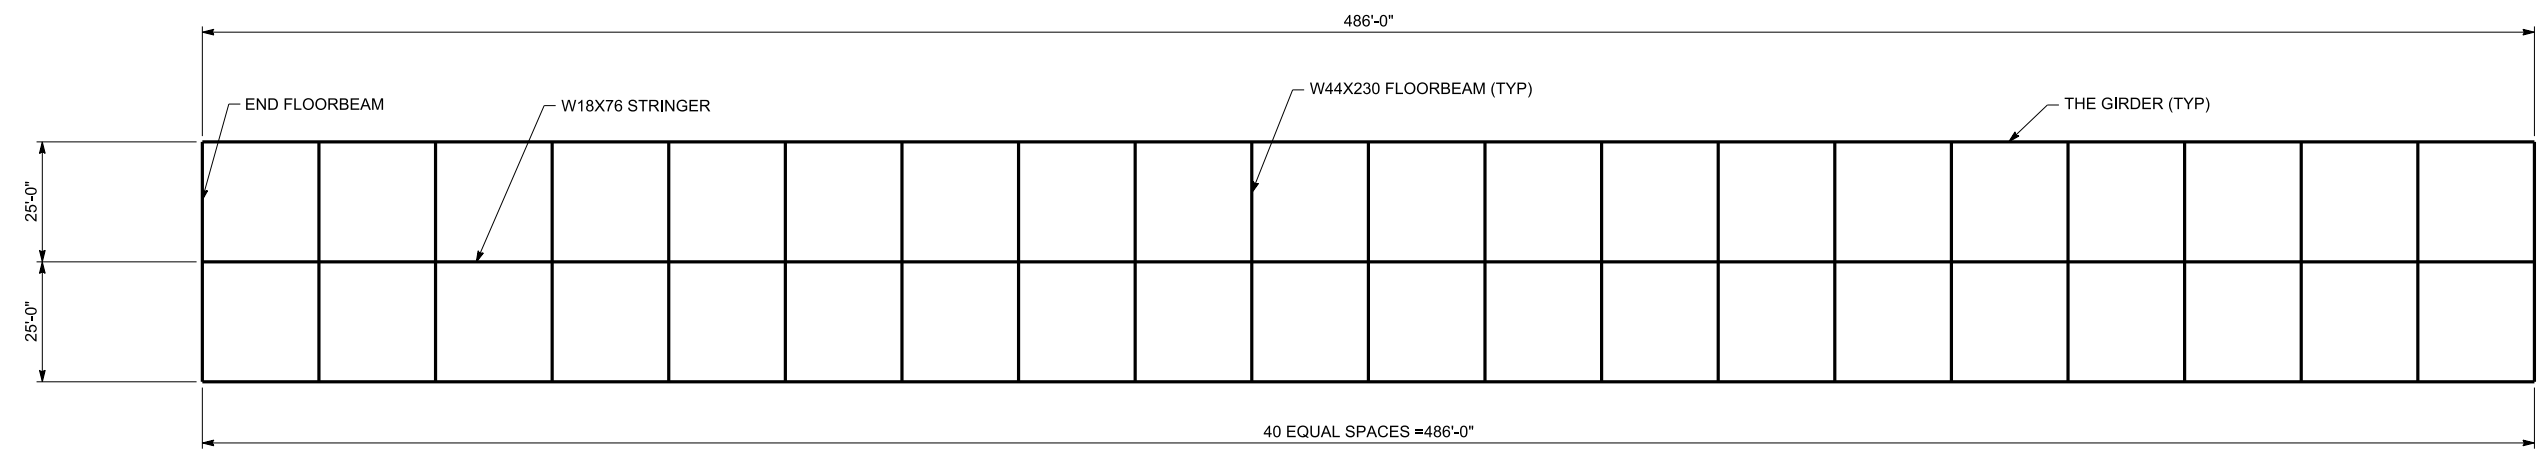 486'-0"
END FLOORBEAM
W18X76 STRINGER
W44X230 FLOORBEAM (TYP)
THE GIRDER (TYP)
25'-0"
25'-0"
40 EQUAL SPACES =486'-0"